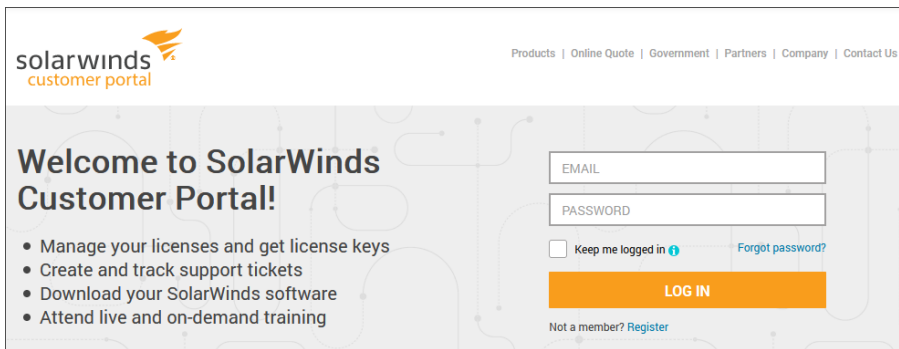 solarwinds
customer portal
Products | Online Quote | Government | Partners | Company | Contact Us
Welcome to SolarWinds
Customer Portal!
• Manage your licenses and get license keys
• Create and track support tickets
• Download your SolarWinds software
• Attend live and on-demand training
EMAIL
PASSWORD
Keep me logged in i
Forgot password?
LOG IN
Not a member? Register